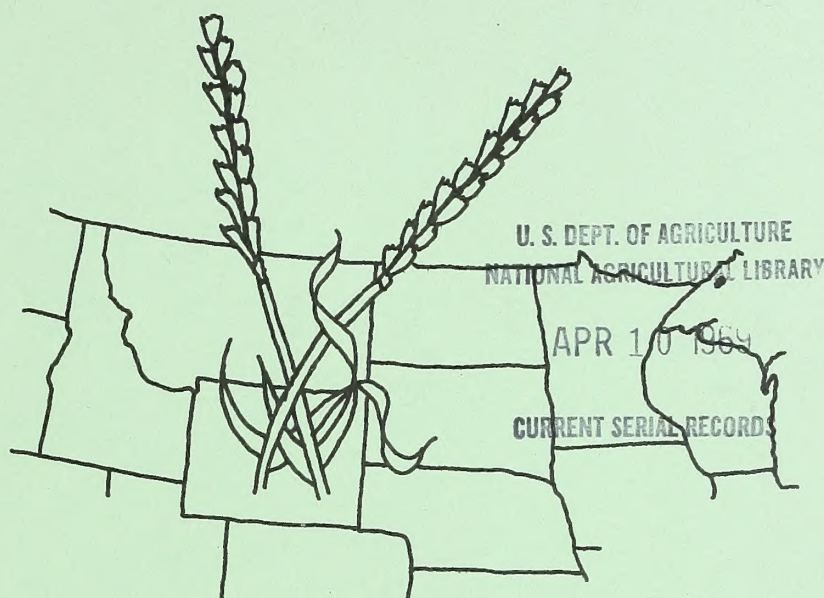 U. S. DEPT. OF AGRICULTURE
NATIONAL AGRICULTURAL LIBRARY
APR 10 1969
CURRENT SERIAL RECORDS